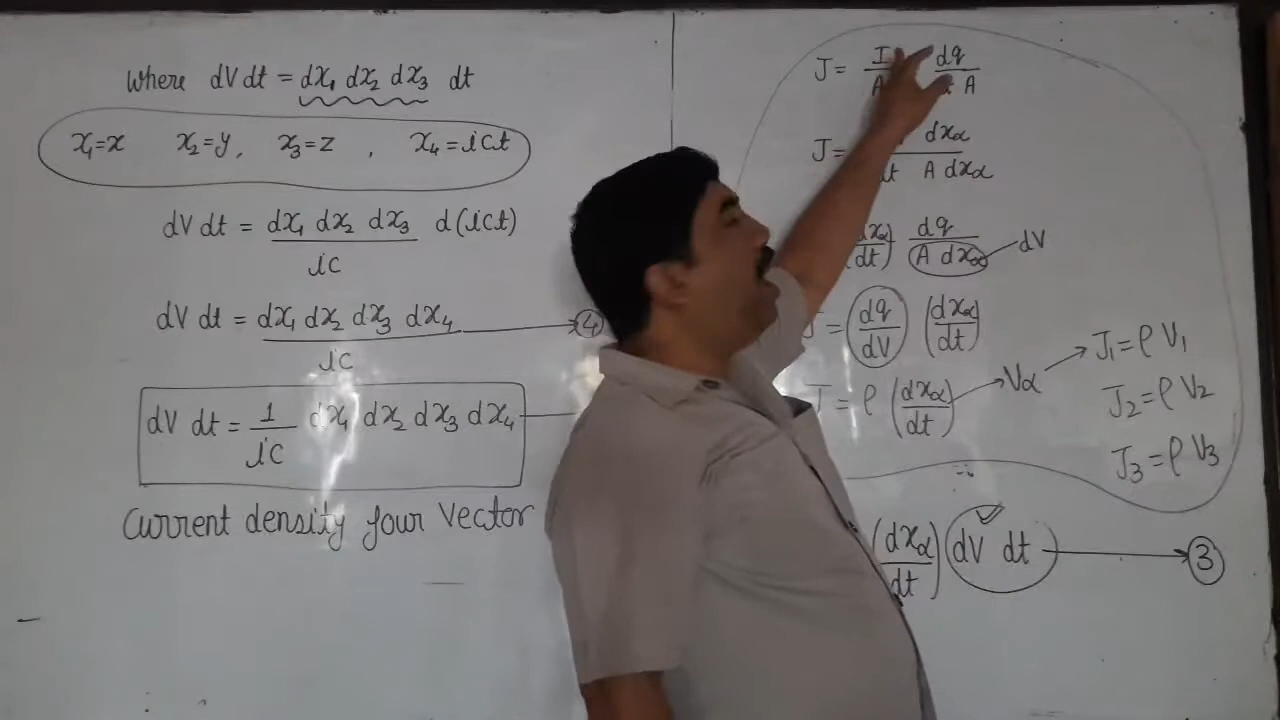 Where dV dt = dx₁ dx₂ dx₃ dt
x₁=x x₂=y, x₃=z , x₄=ict
dV dt = dx₁ dx₂ dx₃ d(ict)
ic
dV dt = dx₁ dx₂ dx₃ dx₄ → 4
ic
dV dt = 1/ic dx₁ dx₂ dx₃ dx₄
Current density four Vector
J = I/A dq/A
J = dxα/A dxα
(dxα/dt) dq/(A dxα) dV
J = (dq/dV) (dxα/dt)
J = ρ (dxα/dt) → Vα → J₁=ρ V₁
J₂=ρ V₂
J₃=ρ V₃
(dxα/dt) dV dt → 3